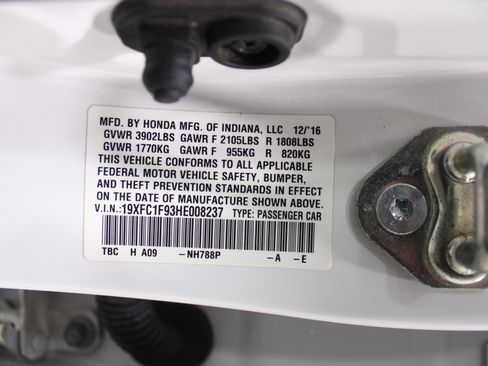 MFD. BY HONDA MFG. OF INDIANA, LLC 12/'16
GVWR 3902LBS GAWR F 2105LBS R 1808LBS
GVWR 1770KG GAWR F 955KG R 820KG
THIS VEHICLE CONFORMS TO ALL APPLICABLE
FEDERAL MOTOR VEHICLE SAFETY, BUMPER,
AND THEFT PREVENTION STANDARDS IN EFFECT
ON THE DATE OF MANUFACTURE SHOWN ABOVE.
V.I.N.: 19XFC1F93HE008237 TYPE: PASSENGER CAR
TBC H A09 –NH788P –A –E